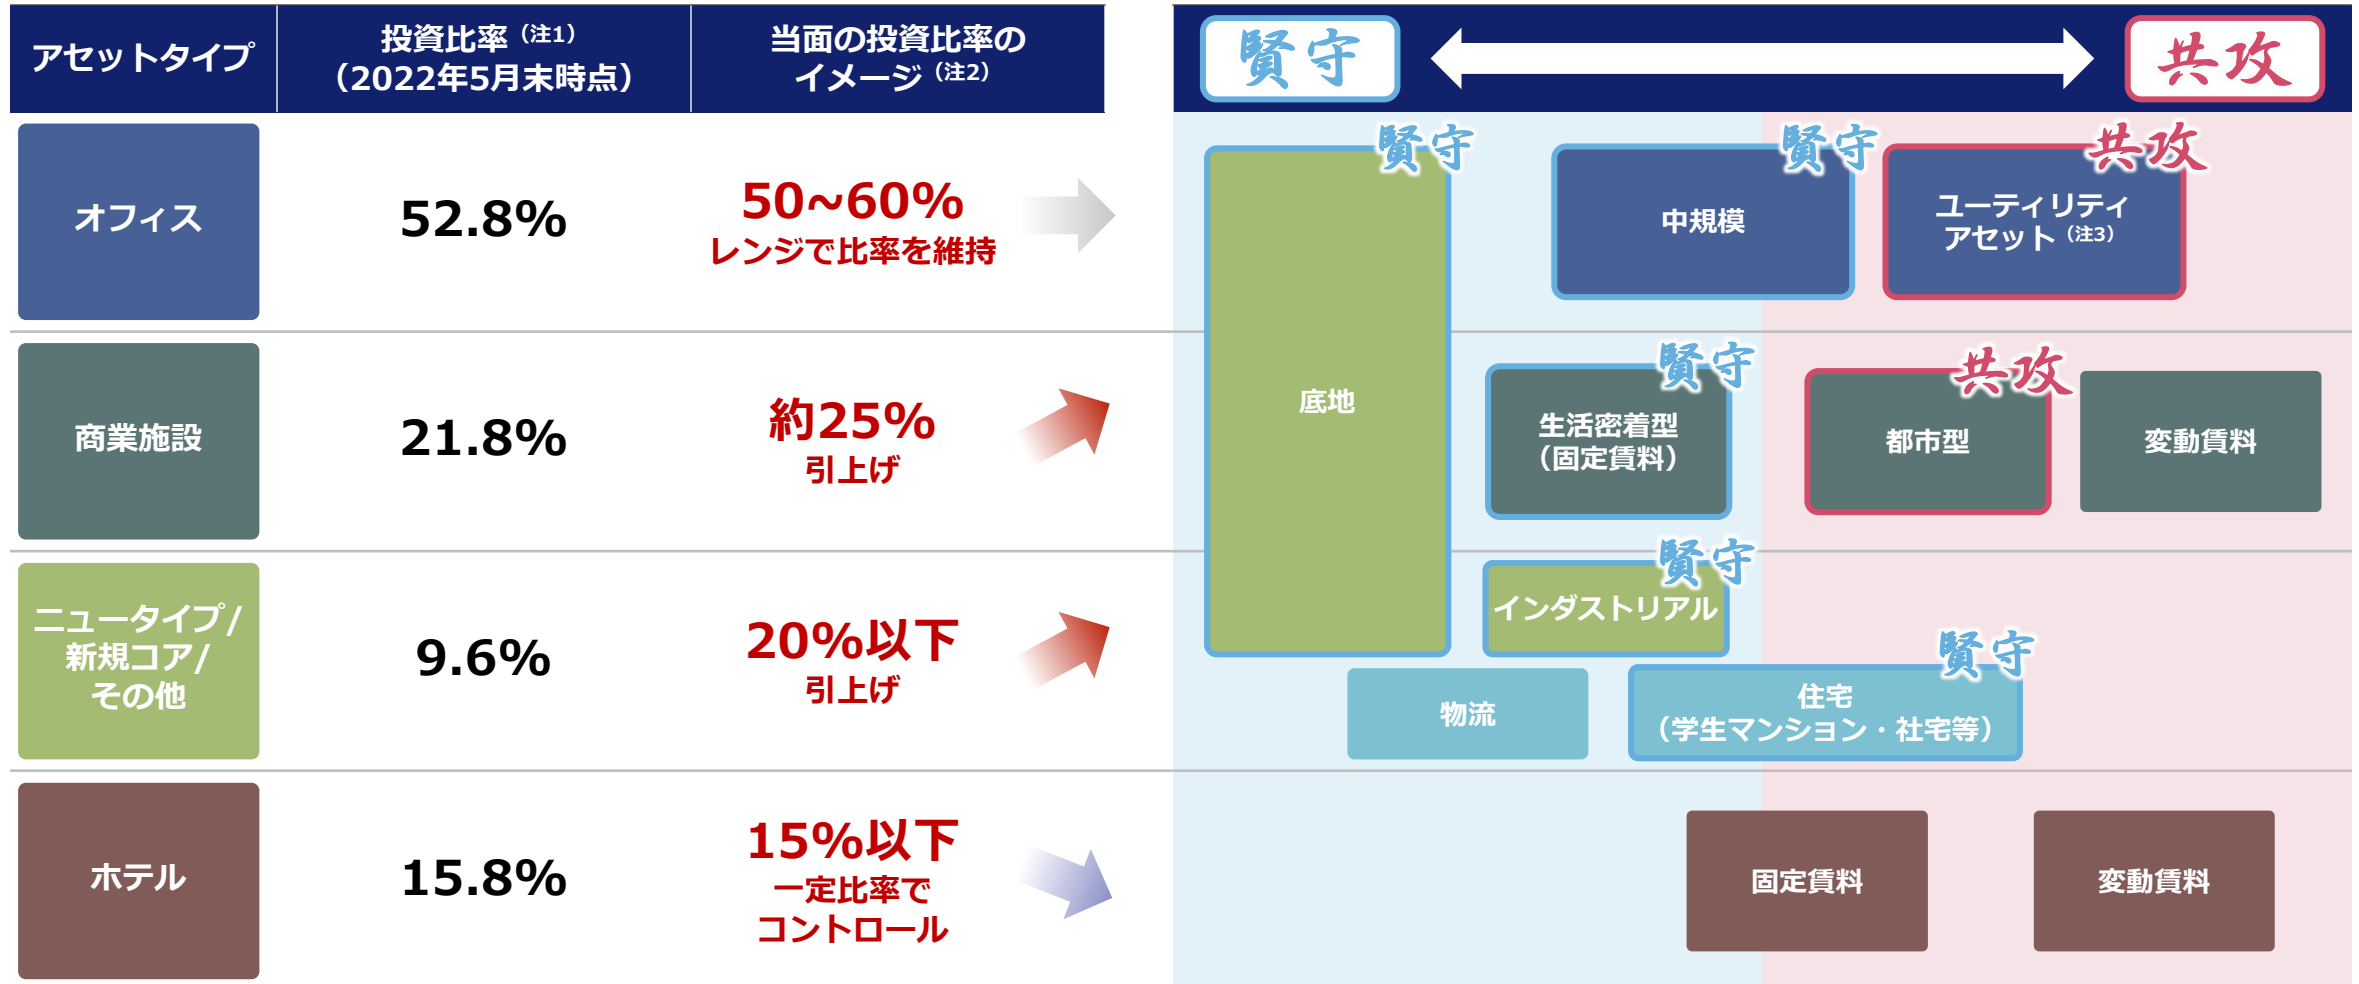 アセットタイプ
投資比率（注1）
（2022年5月末時点）
当面の投資比率の
イメージ（注2）
賢守
共攻
オフィス
52.8%
50~60%
レンジで比率を維持
賢守
中規模
賢守
ユーティリティ
アセット（注3）
共攻
商業施設
21.8%
約25%
引上げ
底地
生活密着型
（固定賃料）
賢守
都市型
共攻
変動賃料
ニュータイプ/
新規コア/
その他
9.6%
20%以下
引上げ
インダストリアル
賢守
物流
住宅
（学生マンション・社宅等）
賢守
ホテル
15.8%
15%以下
一定比率で
コントロール
固定賃料
変動賃料